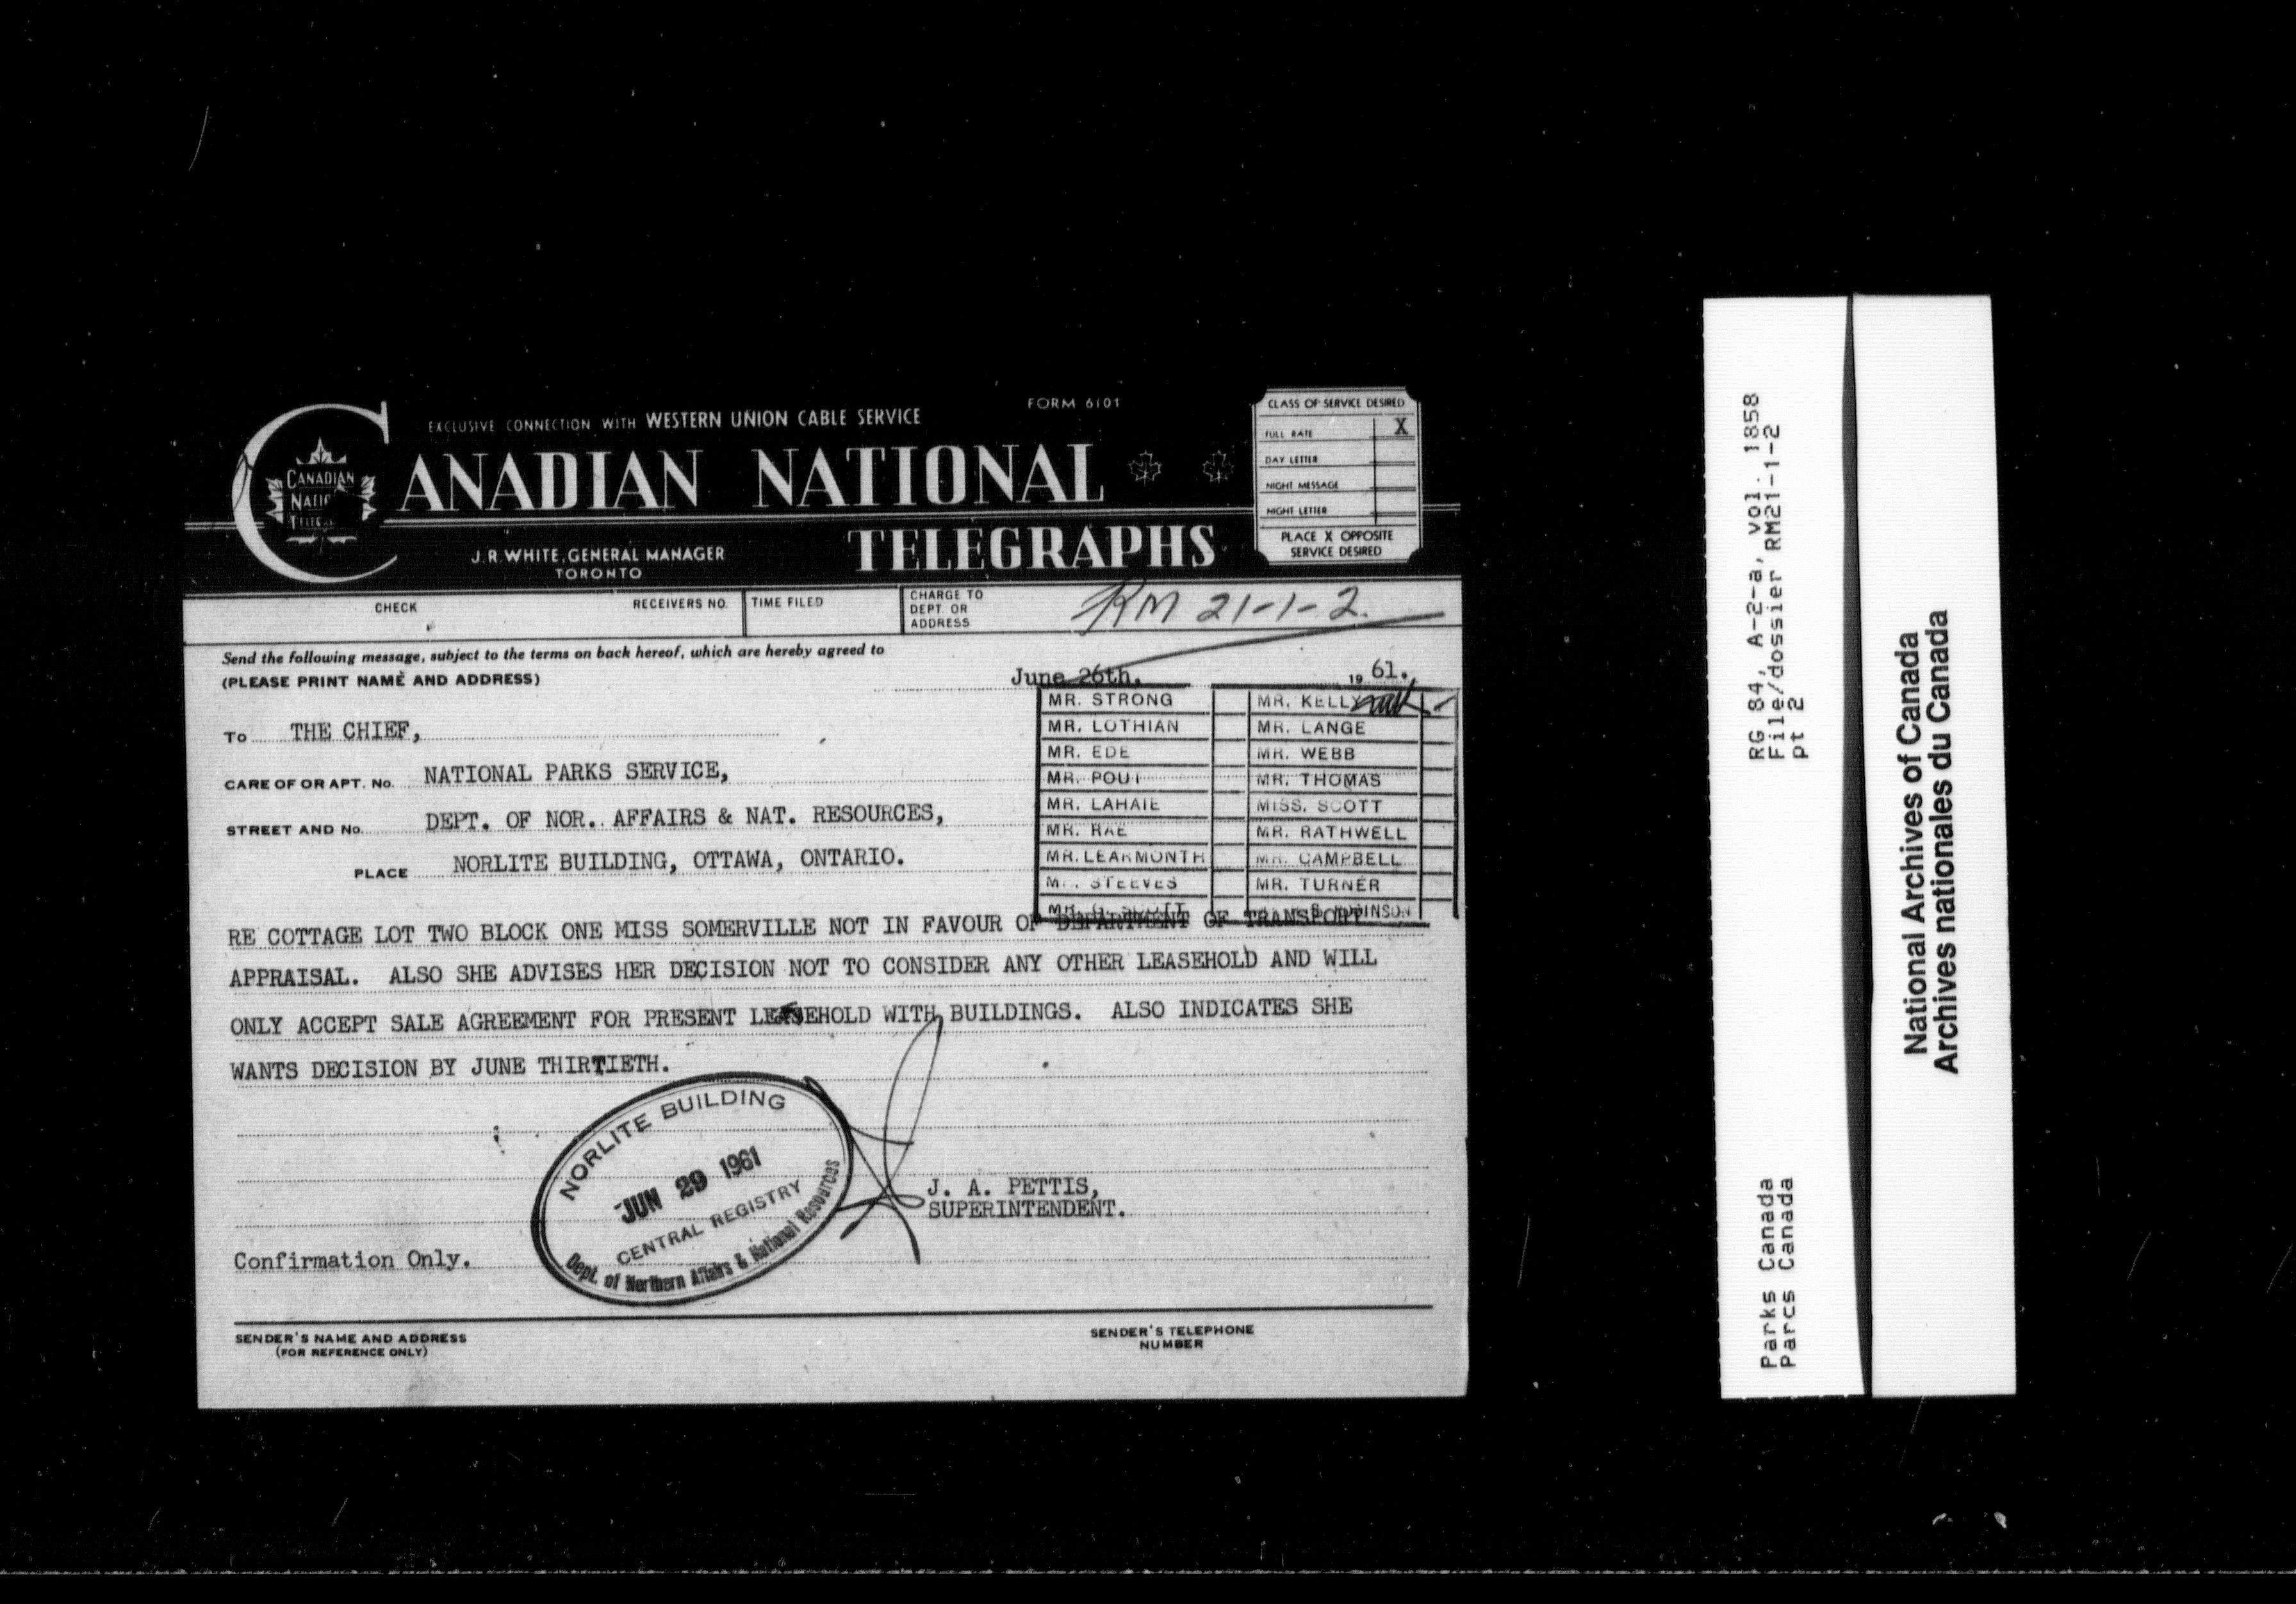 EXCLUSIVE CONNECTION WITH WESTERN UNION CABLE SERVICE
FORM 6101
CANADIAN NATIONAL
TELEGRAPHS
CANADIAN
J. R. WHITE, GENERAL MANAGER
TORONTO
CLASS OF SERVICE DESIRED
FULL RATE X
DAY LETTER
NIGHT MESSAGE
NIGHT LETTER
PLACE X OPPOSITE
SERVICE DESIRED
CHECK
RECEIVERS NO.
TIME FILED
CHARGE TO
DEPT. OR
ADDRESS
RM 21-1-2.
Send the following message, subject to the terms on back hereof, which are hereby agreed to
(PLEASE PRINT NAME AND ADDRESS)
June 26th. 19 61.
To THE CHIEF,
CARE OF OR APT. No. NATIONAL PARKS SERVICE,
STREET AND No. DEPT. OF NOR. AFFAIRS & NAT. RESOURCES,
PLACE NORLITE BUILDING, OTTAWA, ONTARIO.
MR. STRONG MR. KELLY
MR. LOTHIAN MR. LANGE
MR. EDE MR. WEBB
MR. POUT MR. THOMAS
MR. LAHAIE MISS. SCOTT
MR. RAE MR. RATHWELL
MR. LEARMONTH MR. CAMPBELL
STEEVES MR. TURNER
MR. G. SCOTT ROBINSON
RE COTTAGE LOT TWO BLOCK ONE MISS SOMERVILLE NOT IN FAVOUR OF DEPARTMENT OF TRANSPORT
APPRAISAL. ALSO SHE ADVISES HER DECISION NOT TO CONSIDER ANY OTHER LEASEHOLD AND WILL
ONLY ACCEPT SALE AGREEMENT FOR PRESENT LEASEHOLD WITH BUILDINGS. ALSO INDICATES SHE
WANTS DECISION BY JUNE THIRTIETH.
NORLITE BUILDING
JUN 29 1961
CENTRAL REGISTRY
Dept. of Northern Affairs & National Resources
J. A. PETTIS,
SUPERINTENDENT.
Confirmation Only.
SENDER'S NAME AND ADDRESS
(FOR REFERENCE ONLY)
SENDER'S TELEPHONE
NUMBER
RG 84, A-2-a, vol. 1858
File/dossier RM21-1-2
pt 2
Parks Canada
Parcs Canada
National Archives of Canada
Archives nationales du Canada